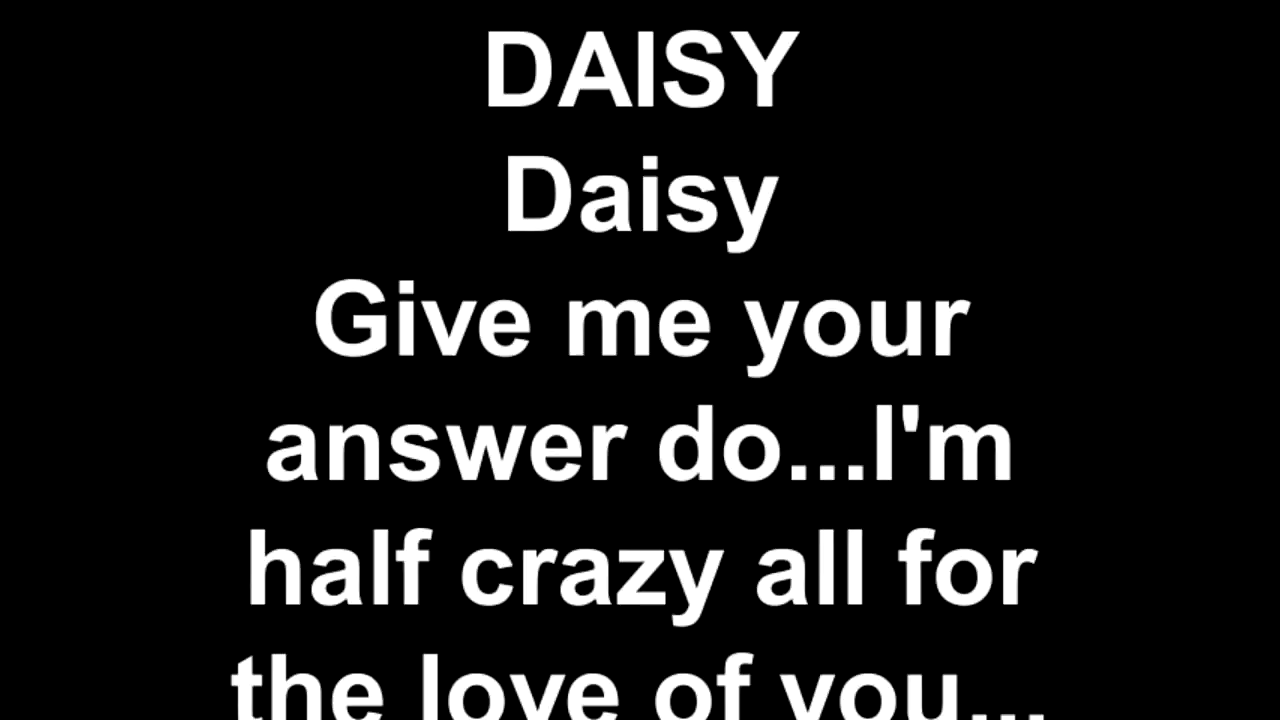 DAISY
Daisy
Give me your
answer do...I'm
half crazy all for
the love of you...